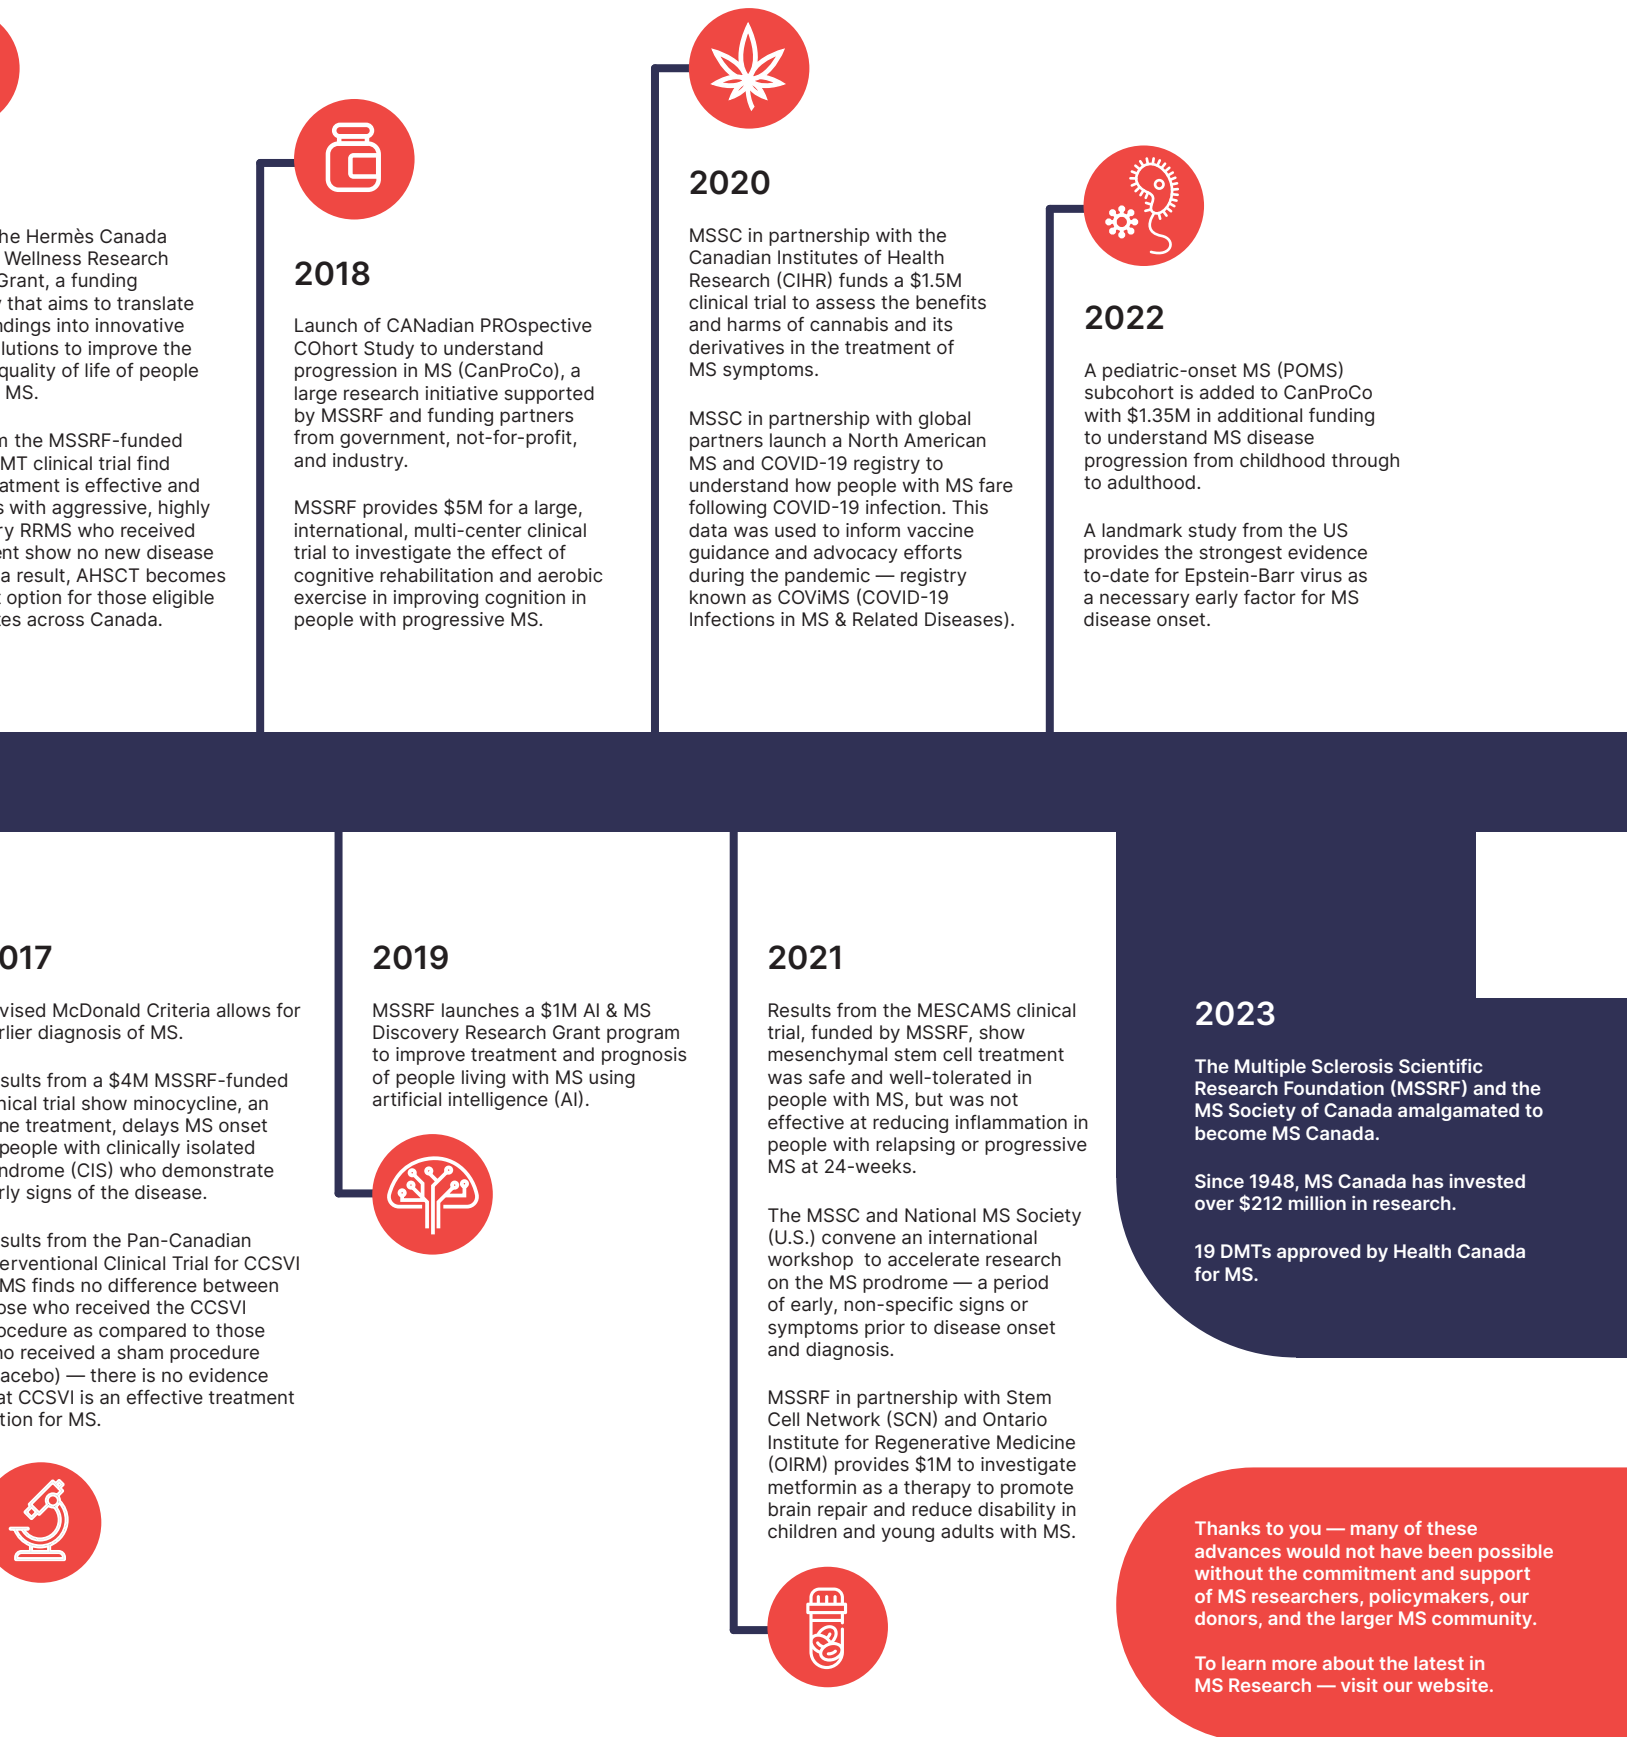 he Hermès Canada
Wellness Research
Grant, a funding
that aims to translate
ndings into innovative
lutions to improve the
quality of life of people
MS.
the MSSRF-funded
MT clinical trial find
atment is effective and
s with aggressive, highly
ry RRMS who received
nt show no new disease
a result, AHSCT becomes
option for those eligible
tes across Canada.
2018
Launch of CANadian PROspective
COhort Study to understand
progression in MS (CanProCo), a
large research initiative supported
by MSSRF and funding partners
from government, not-for-profit,
and industry.
MSSRF provides $5M for a large,
international, multi-center clinical
trial to investigate the effect of
cognitive rehabilitation and aerobic
exercise in improving cognition in
people with progressive MS.
2020
MSSC in partnership with the
Canadian Institutes of Health
Research (CIHR) funds a $1.5M
clinical trial to assess the benefits
and harms of cannabis and its
derivatives in the treatment of
MS symptoms.
MSSC in partnership with global
partners launch a North American
MS and COVID-19 registry to
understand how people with MS fare
following COVID-19 infection. This
data was used to inform vaccine
guidance and advocacy efforts
during the pandemic — registry
known as COViMS (COVID-19
Infections in MS & Related Diseases).
2022
A pediatric-onset MS (POMS)
subcohort is added to CanProCo
with $1.35M in additional funding
to understand MS disease
progression from childhood through
to adulthood.
A landmark study from the US
provides the strongest evidence
to-date for Epstein-Barr virus as
a necessary early factor for MS
disease onset.
017
vised McDonald Criteria allows for
rlier diagnosis of MS.
sults from a $4M MSSRF-funded
nical trial show minocycline, an
ne treatment, delays MS onset
people with clinically isolated
ndrome (CIS) who demonstrate
rly signs of the disease.
sults from the Pan-Canadian
erventional Clinical Trial for CCSVI
MS finds no difference between
ose who received the CCSVI
ocedure as compared to those
ho received a sham procedure
acebo) — there is no evidence
at CCSVI is an effective treatment
tion for MS.
2019
MSSRF launches a $1M AI & MS
Discovery Research Grant program
to improve treatment and prognosis
of people living with MS using
artificial intelligence (AI).
2021
Results from the MESCAMS clinical
trial, funded by MSSRF, show
mesenchymal stem cell treatment
was safe and well-tolerated in
people with MS, but was not
effective at reducing inflammation in
people with relapsing or progressive
MS at 24-weeks.
The MSSC and National MS Society
(U.S.) convene an international
workshop to accelerate research
on the MS prodrome — a period
of early, non-specific signs or
symptoms prior to disease onset
and diagnosis.
MSSRF in partnership with Stem
Cell Network (SCN) and Ontario
Institute for Regenerative Medicine
(OIRM) provides $1M to investigate
metformin as a therapy to promote
brain repair and reduce disability in
children and young adults with MS.
2023
The Multiple Sclerosis Scientific
Research Foundation (MSSRF) and the
MS Society of Canada amalgamated to
become MS Canada.
Since 1948, MS Canada has invested
over $212 million in research.
19 DMTs approved by Health Canada
for MS.
Thanks to you — many of these
advances would not have been possible
without the commitment and support
of MS researchers, policymakers, our
donors, and the larger MS community.
To learn more about the latest in
MS Research — visit our website.